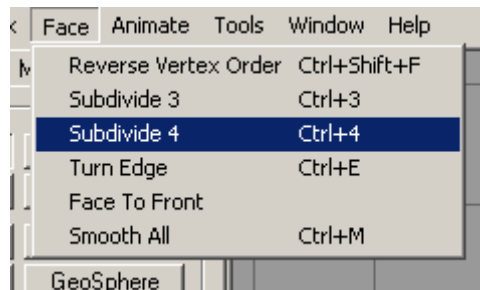 Face Animate Tools Window Help
Reverse Vertex Order Ctrl+Shift+F
Subdivide 3 Ctrl+3
Subdivide 4 Ctrl+4
Turn Edge Ctrl+E
Face To Front
Smooth All Ctrl+M
GeoSphere